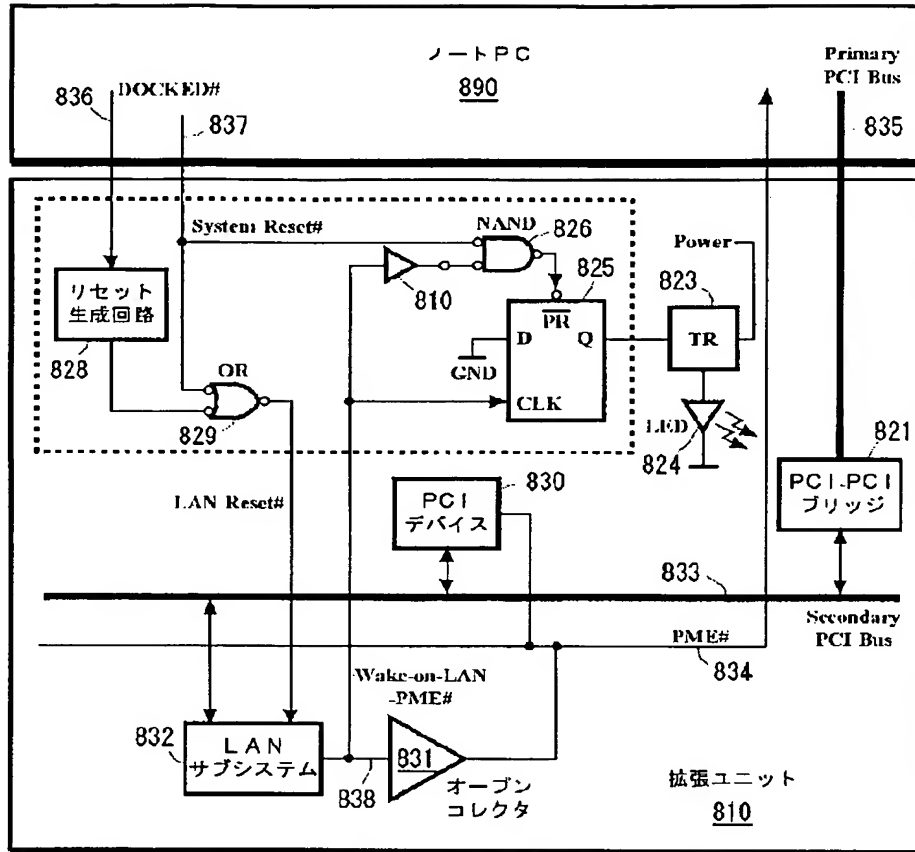 ノートPC
890
Primary
PCI Bus
835
836
DOCKED#
837
System Reset#
NAND
826
825
Power
823
リセット
生成回路
828
810
PR
D
Q
GND
CLK
TR
OR
829
LED
824
821
PCI-PCI
ブリッジ
LAN Reset#
PCI
デバイス
830
833
Secondary
PCI Bus
PME#
834
Wake-on-LAN
-PME#
832
LAN
サブシステム
831
838
オープン
コレクタ
拡張ユニット
810